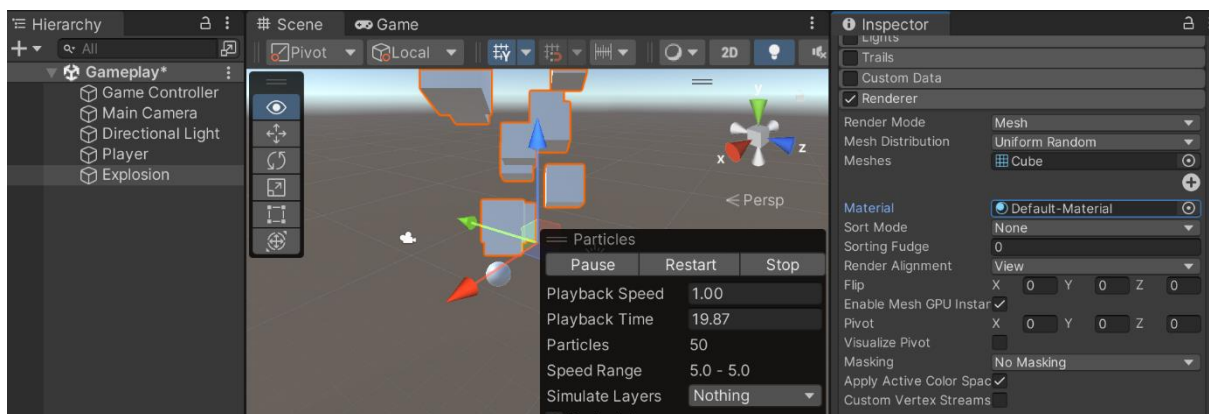 Hierarchy
All
Gameplay*
Game Controller
Main Camera
Directional Light
Player
Explosion
Scene Game
Pivot Local 2D
y
x
z
Persp
Particles
Pause Restart Stop
Playback Speed 1.00
Playback Time 19.87
Particles 50
Speed Range 5.0 - 5.0
Simulate Layers Nothing
Inspector
Lights
Trails
Custom Data
Renderer
Render Mode Mesh
Mesh Distribution Uniform Random
Meshes Cube
Material Default-Material
Sort Mode None
Sorting Fudge 0
Render Alignment View
Flip X 0 Y 0 Z 0
Enable Mesh GPU Instar
Pivot X 0 Y 0 Z 0
Visualize Pivot
Masking No Masking
Apply Active Color Spac
Custom Vertex Streams